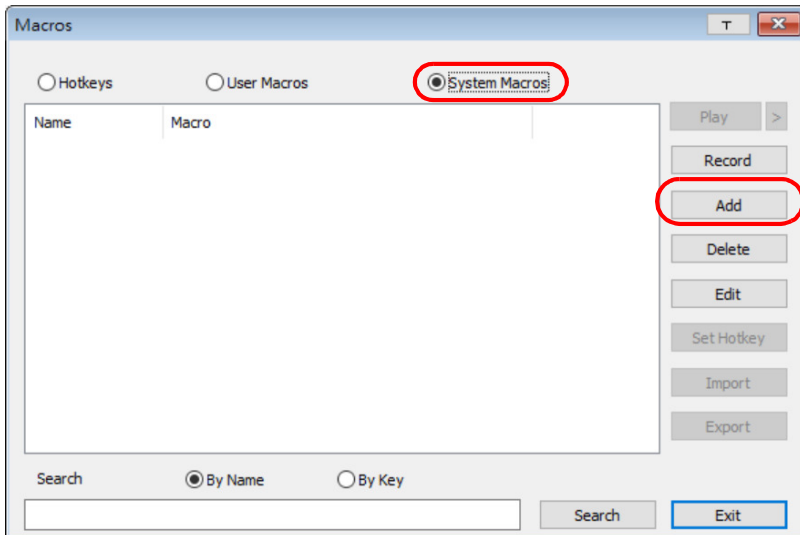 Macros T
Hotkeys User Macros System Macros
Name Macro
Play >
Record
Add
Delete
Edit
Set Hotkey
Import
Export
Search By Name By Key
Search Exit